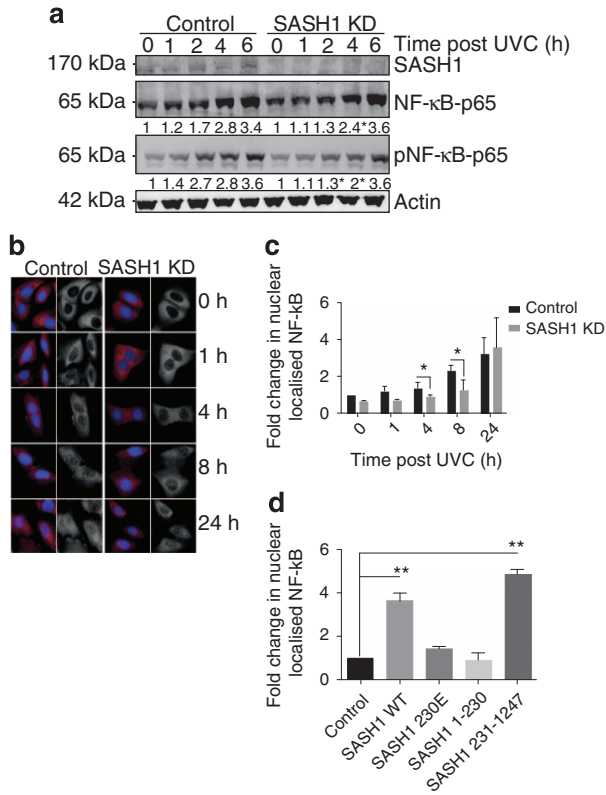 a
Control SASH1 KD
0 1 2 4 6 0 1 2 4 6 Time post UVC (h)
170 kDa SASH1
65 kDa NF-κB-p65
1 1.2 1.7 2.8 3.4 1 1.1 1.3 2.4* 3.6
65 kDa pNF-κB-p65
1 1.4 2.7 2.8 3.6 1 1.1 1.3* 2* 3.6
42 kDa Actin
b
Control SASH1 KD
0 h
1 h
4 h
8 h
24 h
c
Fold change in nuclear
localised NF-kB
6
4
2
0
* *
Control
SASH1 KD
0 1 4 8 24
Time post UVC (h)
d
Fold change in nuclear
localised NF-kB
6
4
2
0
** **
Control
SASH1 WT
SASH1 230E
SASH1 1-230
SASH1 231-1247